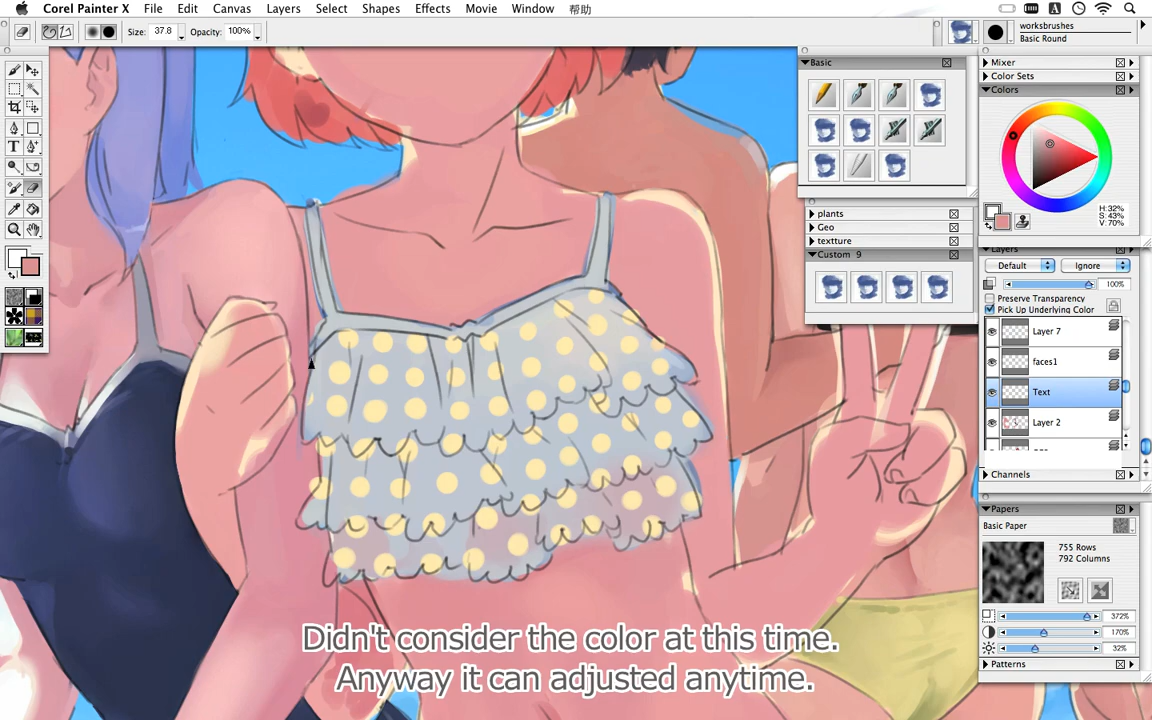 Corel Painter X File Edit Canvas Layers Select Shapes Effects Movie Window 帮助
Size: 37.8 Opacity: 100%
worksbrushes
Basic Round
Basic
Mixer
Color Sets
Colors
H:32%
S:43%
V:70%
plants
Geo
textture
Custom 9
Layers
Default Ignore
100%
Preserve Transparency
Pick Up Underlying Color
Layer 7
faces1
Text
Layer 2
Channels
Papers
Basic Paper
755 Rows
792 Columns
372%
170%
32%
Patterns
Didn't consider the color at this time.
Anyway it can adjusted anytime.